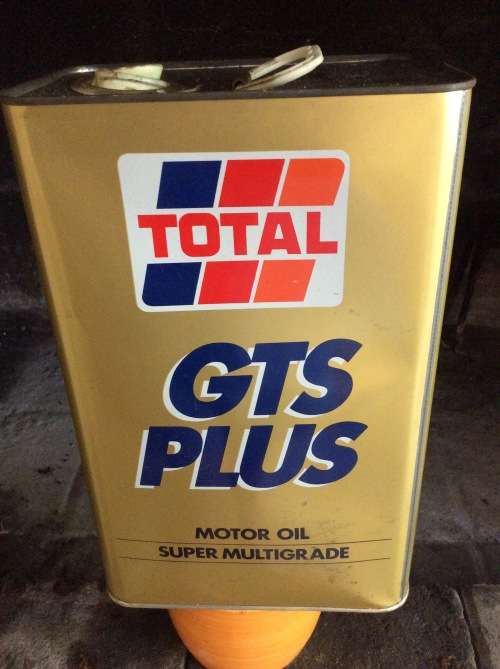 TOTAL
GTS
PLUS
MOTOR OIL
SUPER MULTIGRADE